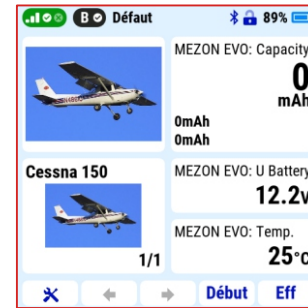 B Défaut 89%
MEZON EVO: Capacity
0
mAh
0mAh
0mAh
Cessna 150
1/1
MEZON EVO: U Battery
12.2V
MEZON EVO: Temp.
25°C
Début Eff